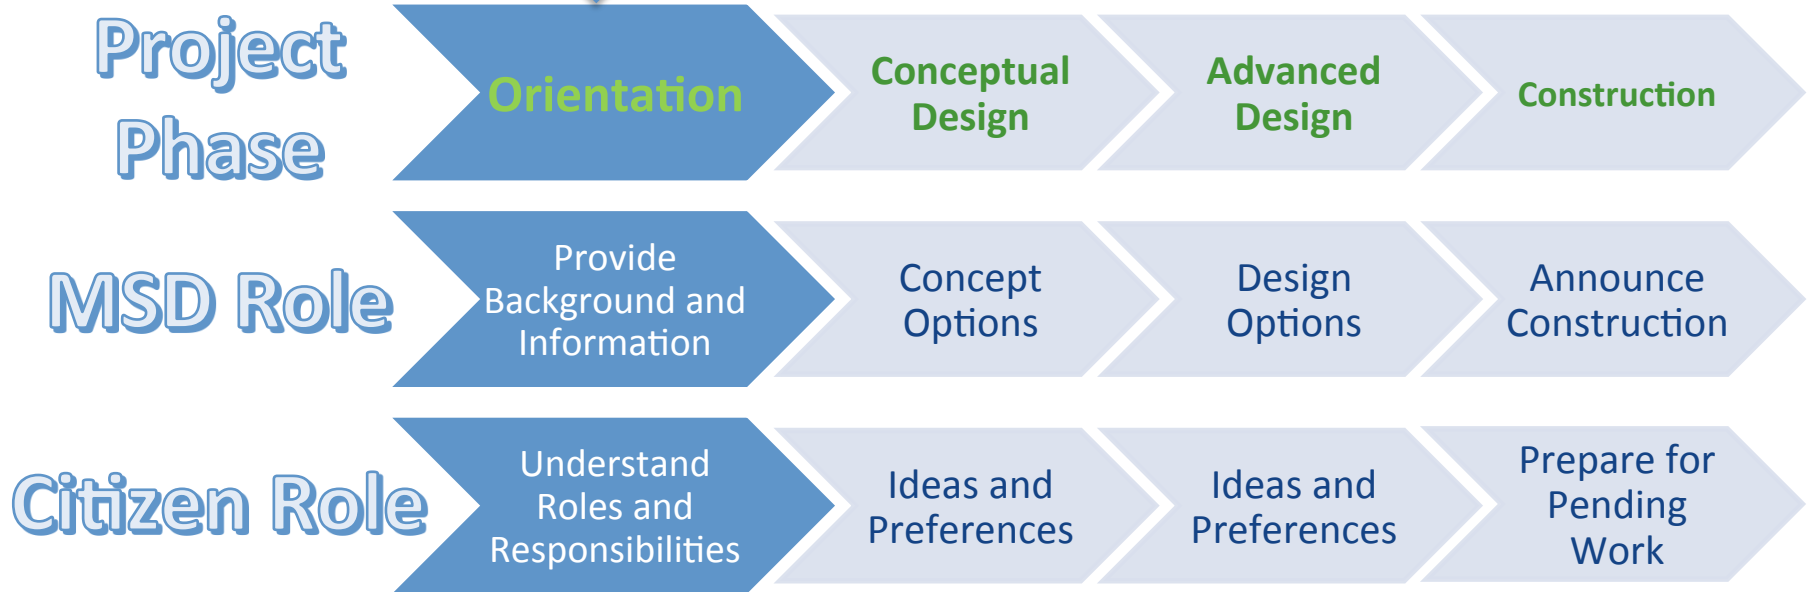 Project
Phase
Orientation
Conceptual
Design
Advanced
Design
Construction
MSD Role
Provide
Background and
Information
Concept
Options
Design
Options
Announce
Construction
Citizen Role
Understand
Roles and
Responsibilities
Ideas and
Preferences
Ideas and
Preferences
Prepare for
Pending
Work